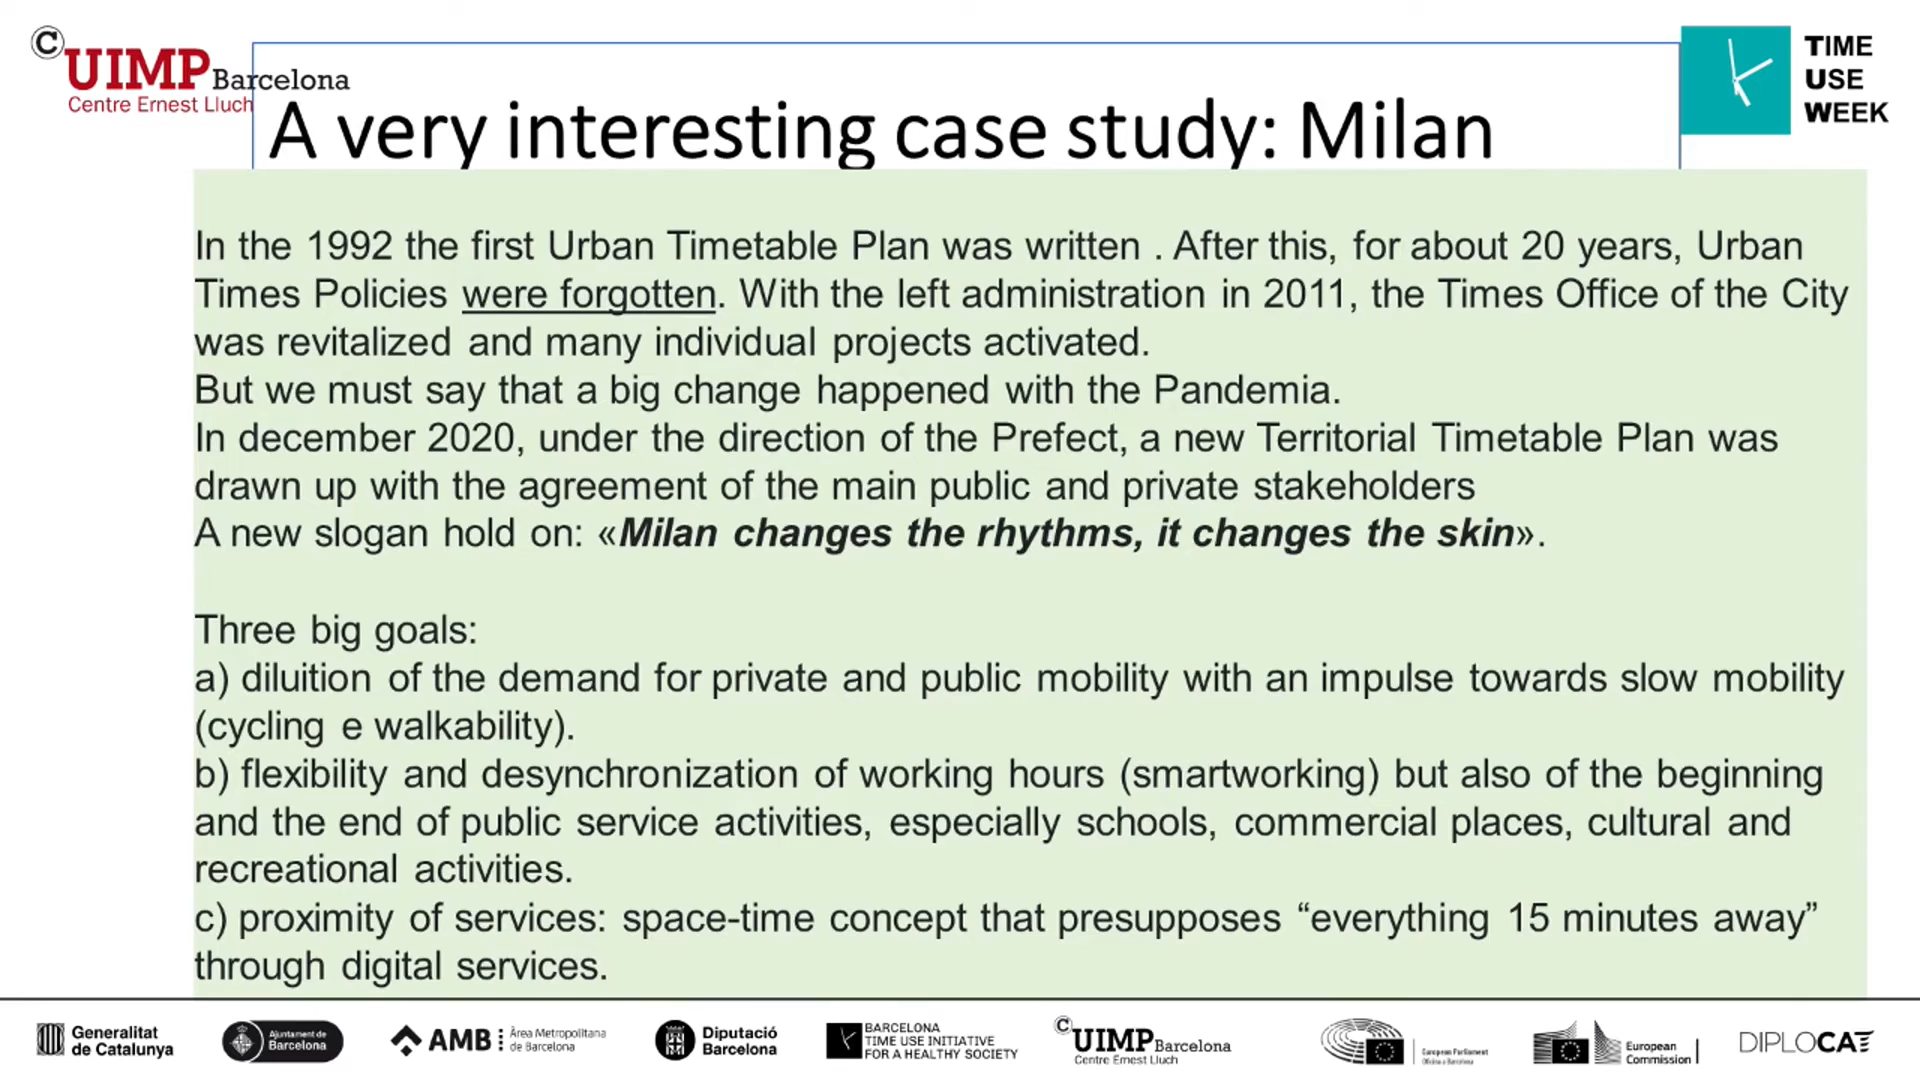 ©UIMPBarcelona
Centre Ernest Lluch
A very interesting case study: Milan
TIME
USE
WEEK
In the 1992 the first Urban Timetable Plan was written . After this, for about 20 years, Urban
Times Policies were forgotten. With the left administration in 2011, the Times Office of the City
was revitalized and many individual projects activated.
But we must say that a big change happened with the Pandemia.
In december 2020, under the direction of the Prefect, a new Territorial Timetable Plan was
drawn up with the agreement of the main public and private stakeholders
A new slogan hold on: «Milan changes the rhythms, it changes the skin».
Three big goals:
a) diluition of the demand for private and public mobility with an impulse towards slow mobility
(cycling e walkability).
b) flexibility and desynchronization of working hours (smartworking) but also of the beginning
and the end of public service activities, especially schools, commercial places, cultural and
recreational activities.
c) proximity of services: space-time concept that presupposes “everything 15 minutes away”
through digital services.
Generalitat
de Catalunya
Ajuntament de
Barcelona
AMB
Àrea Metropolitana
de Barcelona
Diputació
Barcelona
BARCELONA
TIME USE INITIATIVE
FOR A HEALTHY SOCIETY
©UIMPBarcelona
Centre Ernest Lluch
European Parliament
Oficina a Barcelona
European
Commission
DIPLOCAT